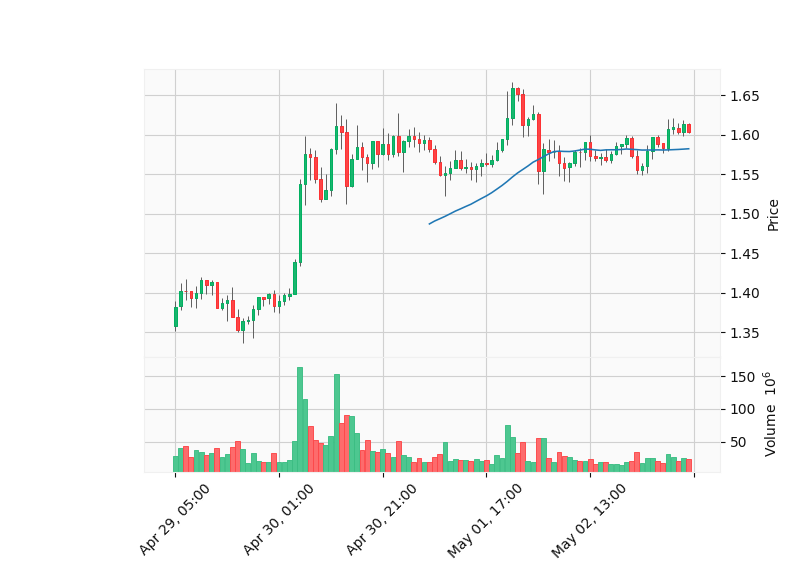 1.65
1.60
1.55
1.50
1.45
1.40
1.35
Price
150
100
50
Volume 10⁶
Apr 29, 05:00
Apr 30, 01:00
Apr 30, 21:00
May 01, 17:00
May 02, 13:00